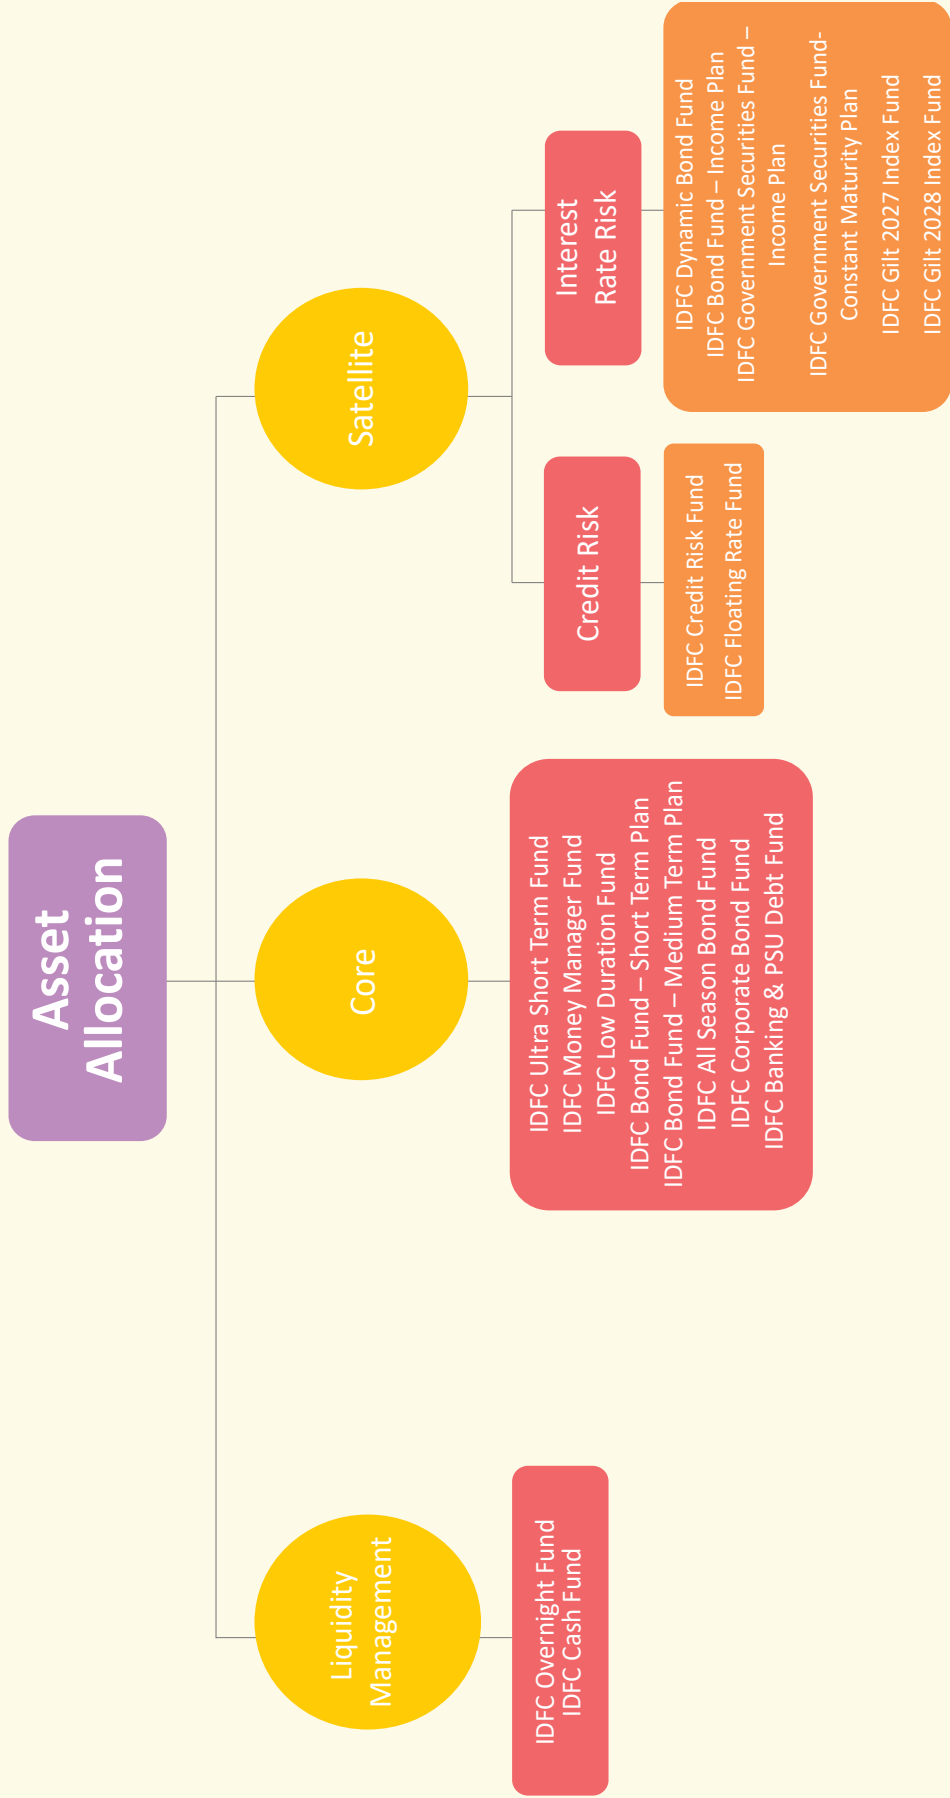 Asset
Allocation
Liquidity
Management
Core
Satellite
IDFC Overnight Fund
IDFC Cash Fund
IDFC Ultra Short Term Fund
IDFC Money Manager Fund
IDFC Low Duration Fund
IDFC Bond Fund – Short Term Plan
IDFC Bond Fund – Medium Term Plan
IDFC All Season Bond Fund
IDFC Corporate Bond Fund
IDFC Banking & PSU Debt Fund
Credit Risk
IDFC Credit Risk Fund
IDFC Floating Rate Fund
Interest
Rate Risk
IDFC Dynamic Bond Fund
IDFC Bond Fund – Income Plan
IDFC Government Securities Fund –
Income Plan
IDFC Government Securities Fund-
Constant Maturity Plan
IDFC Gilt 2027 Index Fund
IDFC Gilt 2028 Index Fund